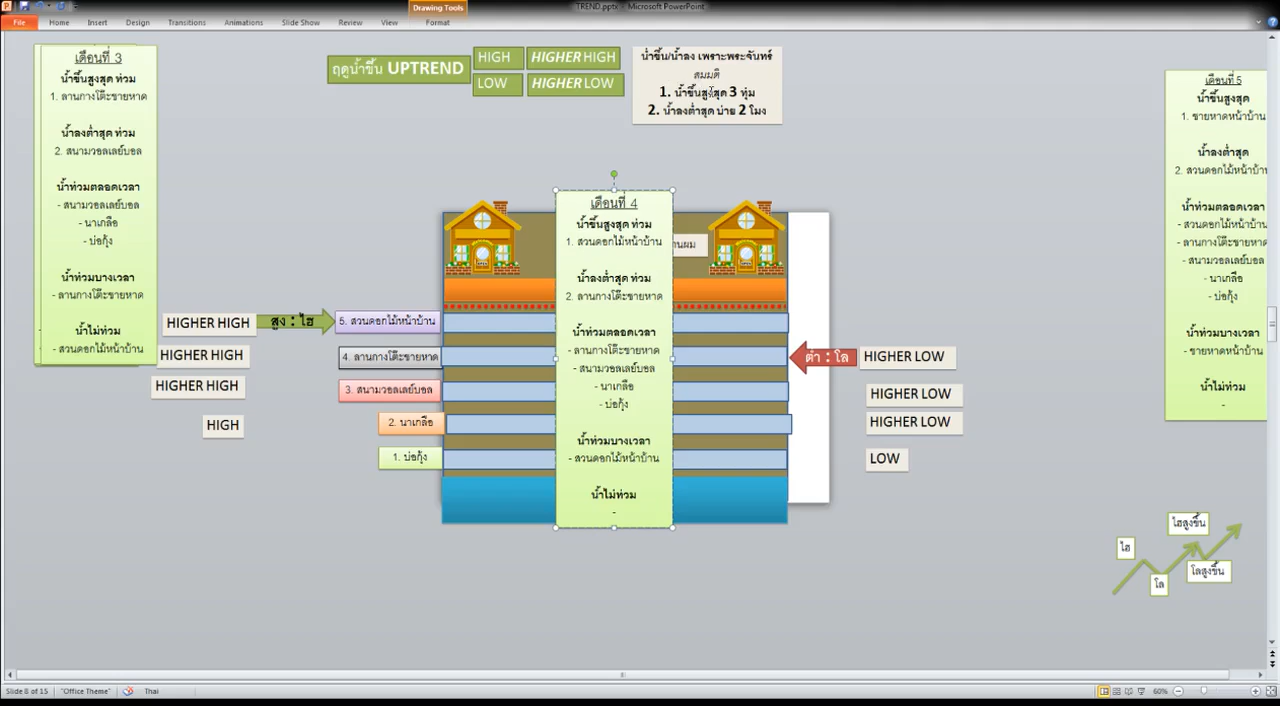 TREND.pptx - Microsoft PowerPoint
Drawing Tools
File Home Insert Design Transitions Animations Slide Show Review View Format
เดือนที่ 3
น้ำขึ้นสูงสุด ท่วม
1. ลานกางโต๊ะชายหาด
น้ำลงต่ำสุด ท่วม
2. สนามวอลเลย์บอล
น้ำท่วมตลอดเวลา
- สนามวอลเลย์บอล
- นาเกลือ
- บ่อกุ้ง
น้ำท่วมบางเวลา
- ลานกางโต๊ะชายหาด
น้ำไม่ท่วม
- สวนดอกไม้หน้าบ้าน
ฤดูน้ำขึ้น UPTREND
HIGH
HIGHER HIGH
LOW
HIGHER LOW
น้ำขึ้น/น้ำลง เพราะพระจันทร์
สมมติ
1. น้ำขึ้นสูงสุด 3 ทุ่ม
2. น้ำลงต่ำสุด บ่าย 2 โมง
เดือนที่ 4
น้ำขึ้นสูงสุด ท่วม
1. สวนดอกไม้หน้าบ้าน
น้ำลงต่ำสุด ท่วม
2. ลานกางโต๊ะชายหาด
น้ำท่วมตลอดเวลา
- ลานกางโต๊ะชายหาด
- สนามวอลเลย์บอล
- นาเกลือ
- บ่อกุ้ง
น้ำท่วมบางเวลา
- สวนดอกไม้หน้าบ้าน
น้ำไม่ท่วม
-
HIGHER HIGH
สูง : ไฮ
5. สวนดอกไม้หน้าบ้าน
HIGHER HIGH
4. ลานกางโต๊ะชายหาด
ต่ำ : โล
HIGHER LOW
HIGHER HIGH
3. สนามวอลเลย์บอล
HIGHER LOW
HIGH
2. นาเกลือ
HIGHER LOW
1. บ่อกุ้ง
LOW
เดือนที่ 5
น้ำขึ้นสูงสุด
1. ชายหาดหน้าบ้าน
น้ำลงต่ำสุด
2. สวนดอกไม้หน้าบ้าน
น้ำท่วมตลอดเวลา
- สวนดอกไม้หน้าบ้าน
- ลานกางโต๊ะชายหาด
- สนามวอลเลย์บอล
- นาเกลือ
- บ่อกุ้ง
น้ำท่วมบางเวลา
- ชายหาดหน้าบ้าน
น้ำไม่ท่วม
-
ไฮสูงขึ้น
ไฮ
โลสูงขึ้น
โล
Slide 8 of 15 "Office Theme" Thai 60%